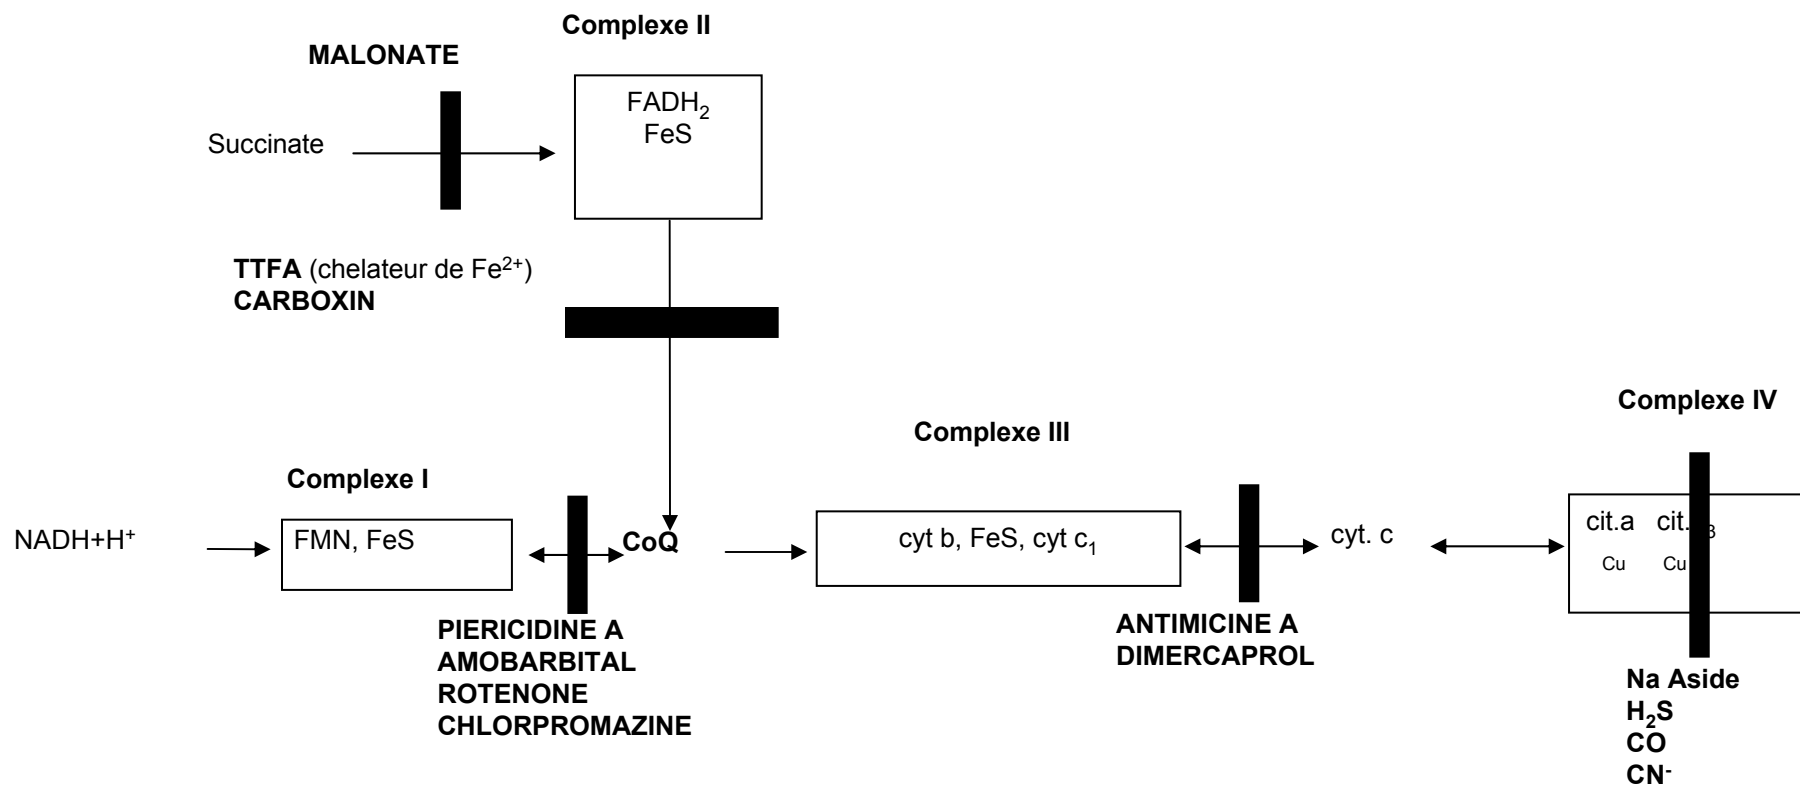 Complexe II
MALONATE
FADH₂
FeS
Succinate
TTFA (chelateur de Fe²⁺)
CARBOXIN
Complexe IV
Complexe III
Complexe I
NADH+H⁺
FMN, FeS
CoQ
cyt b, FeS, cyt c₁
cyt. c
cit.a cit. ₃
Cu Cu
PIERICIDINE A
AMOBARBITAL
ROTENONE
CHLORPROMAZINE
ANTIMICINE A
DIMERCAPROL
Na Aside
H₂S
CO
CN⁻